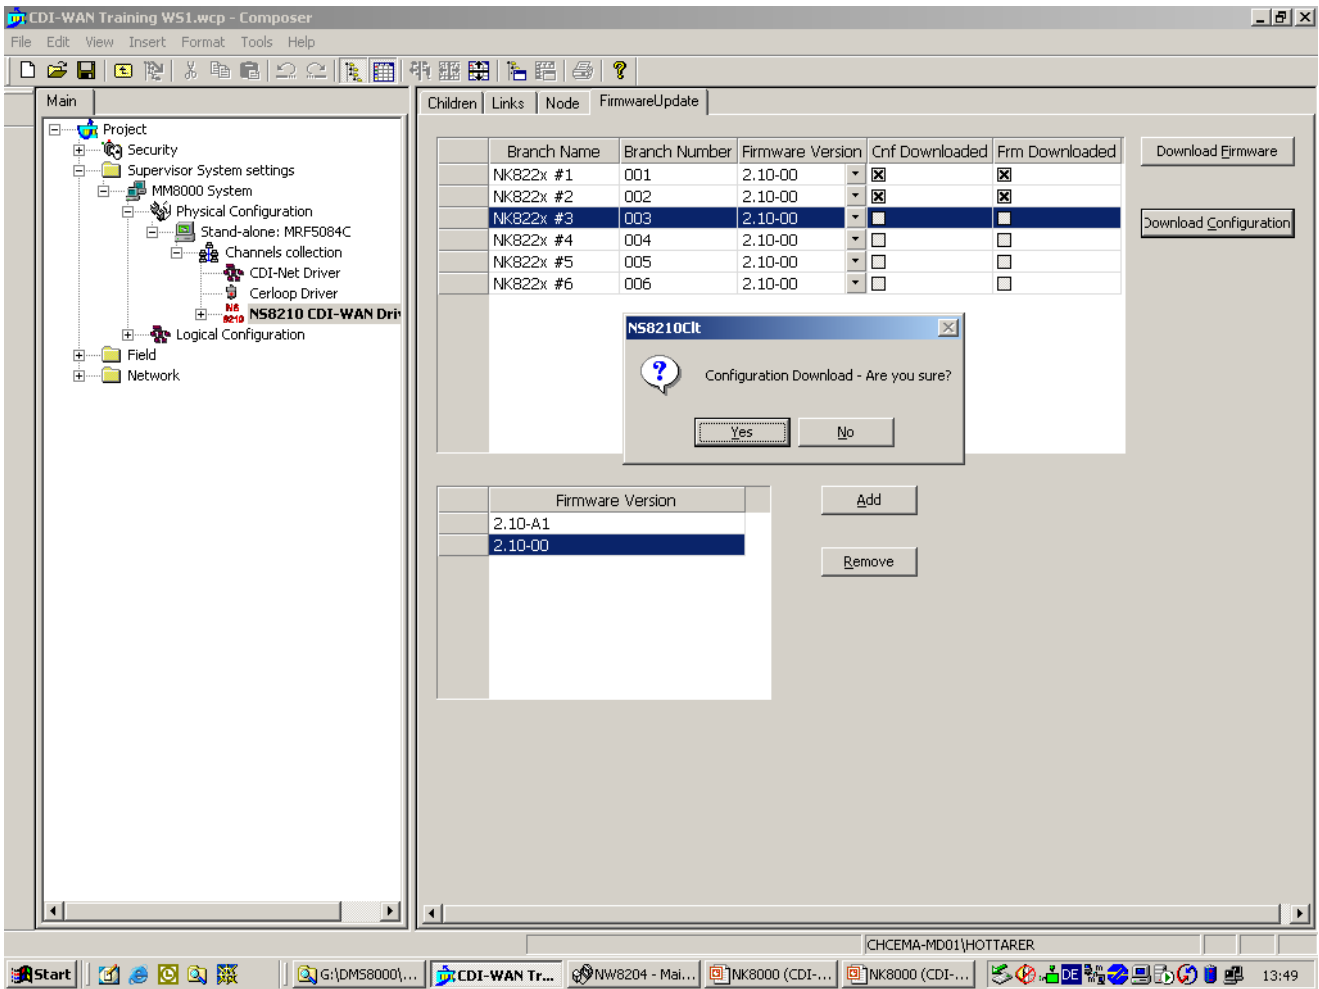 CDI-WAN Training WS1.wcp - Composer
File Edit View Insert Format Tools Help
Main
Project
Security
Supervisor System settings
MM8000 System
Physical Configuration
Stand-alone: MRF5084C
Channels collection
CDI-Net Driver
Cerloop Driver
NS8210 CDI-WAN Driv
Logical Configuration
Field
Network
Children Links Node FirmwareUpdate
Branch Name Branch Number Firmware Version Cnf Downloaded Frm Downloaded
NK822x #1 001 2.10-00
NK822x #2 002 2.10-00
NK822x #3 003 2.10-00
NK822x #4 004 2.10-00
NK822x #5 005 2.10-00
NK822x #6 006 2.10-00
Download Firmware
Download Configuration
NS8210Clt
Configuration Download - Are you sure?
Yes No
Firmware Version
2.10-A1
2.10-00
Add
Remove
CHCEMA-MD01\HOTTARER
Start G:\DMS8000\... CDI-WAN Tr... NW8204 - Mai... NK8000 (CDI-... NK8000 (CDI-... DE 13:49